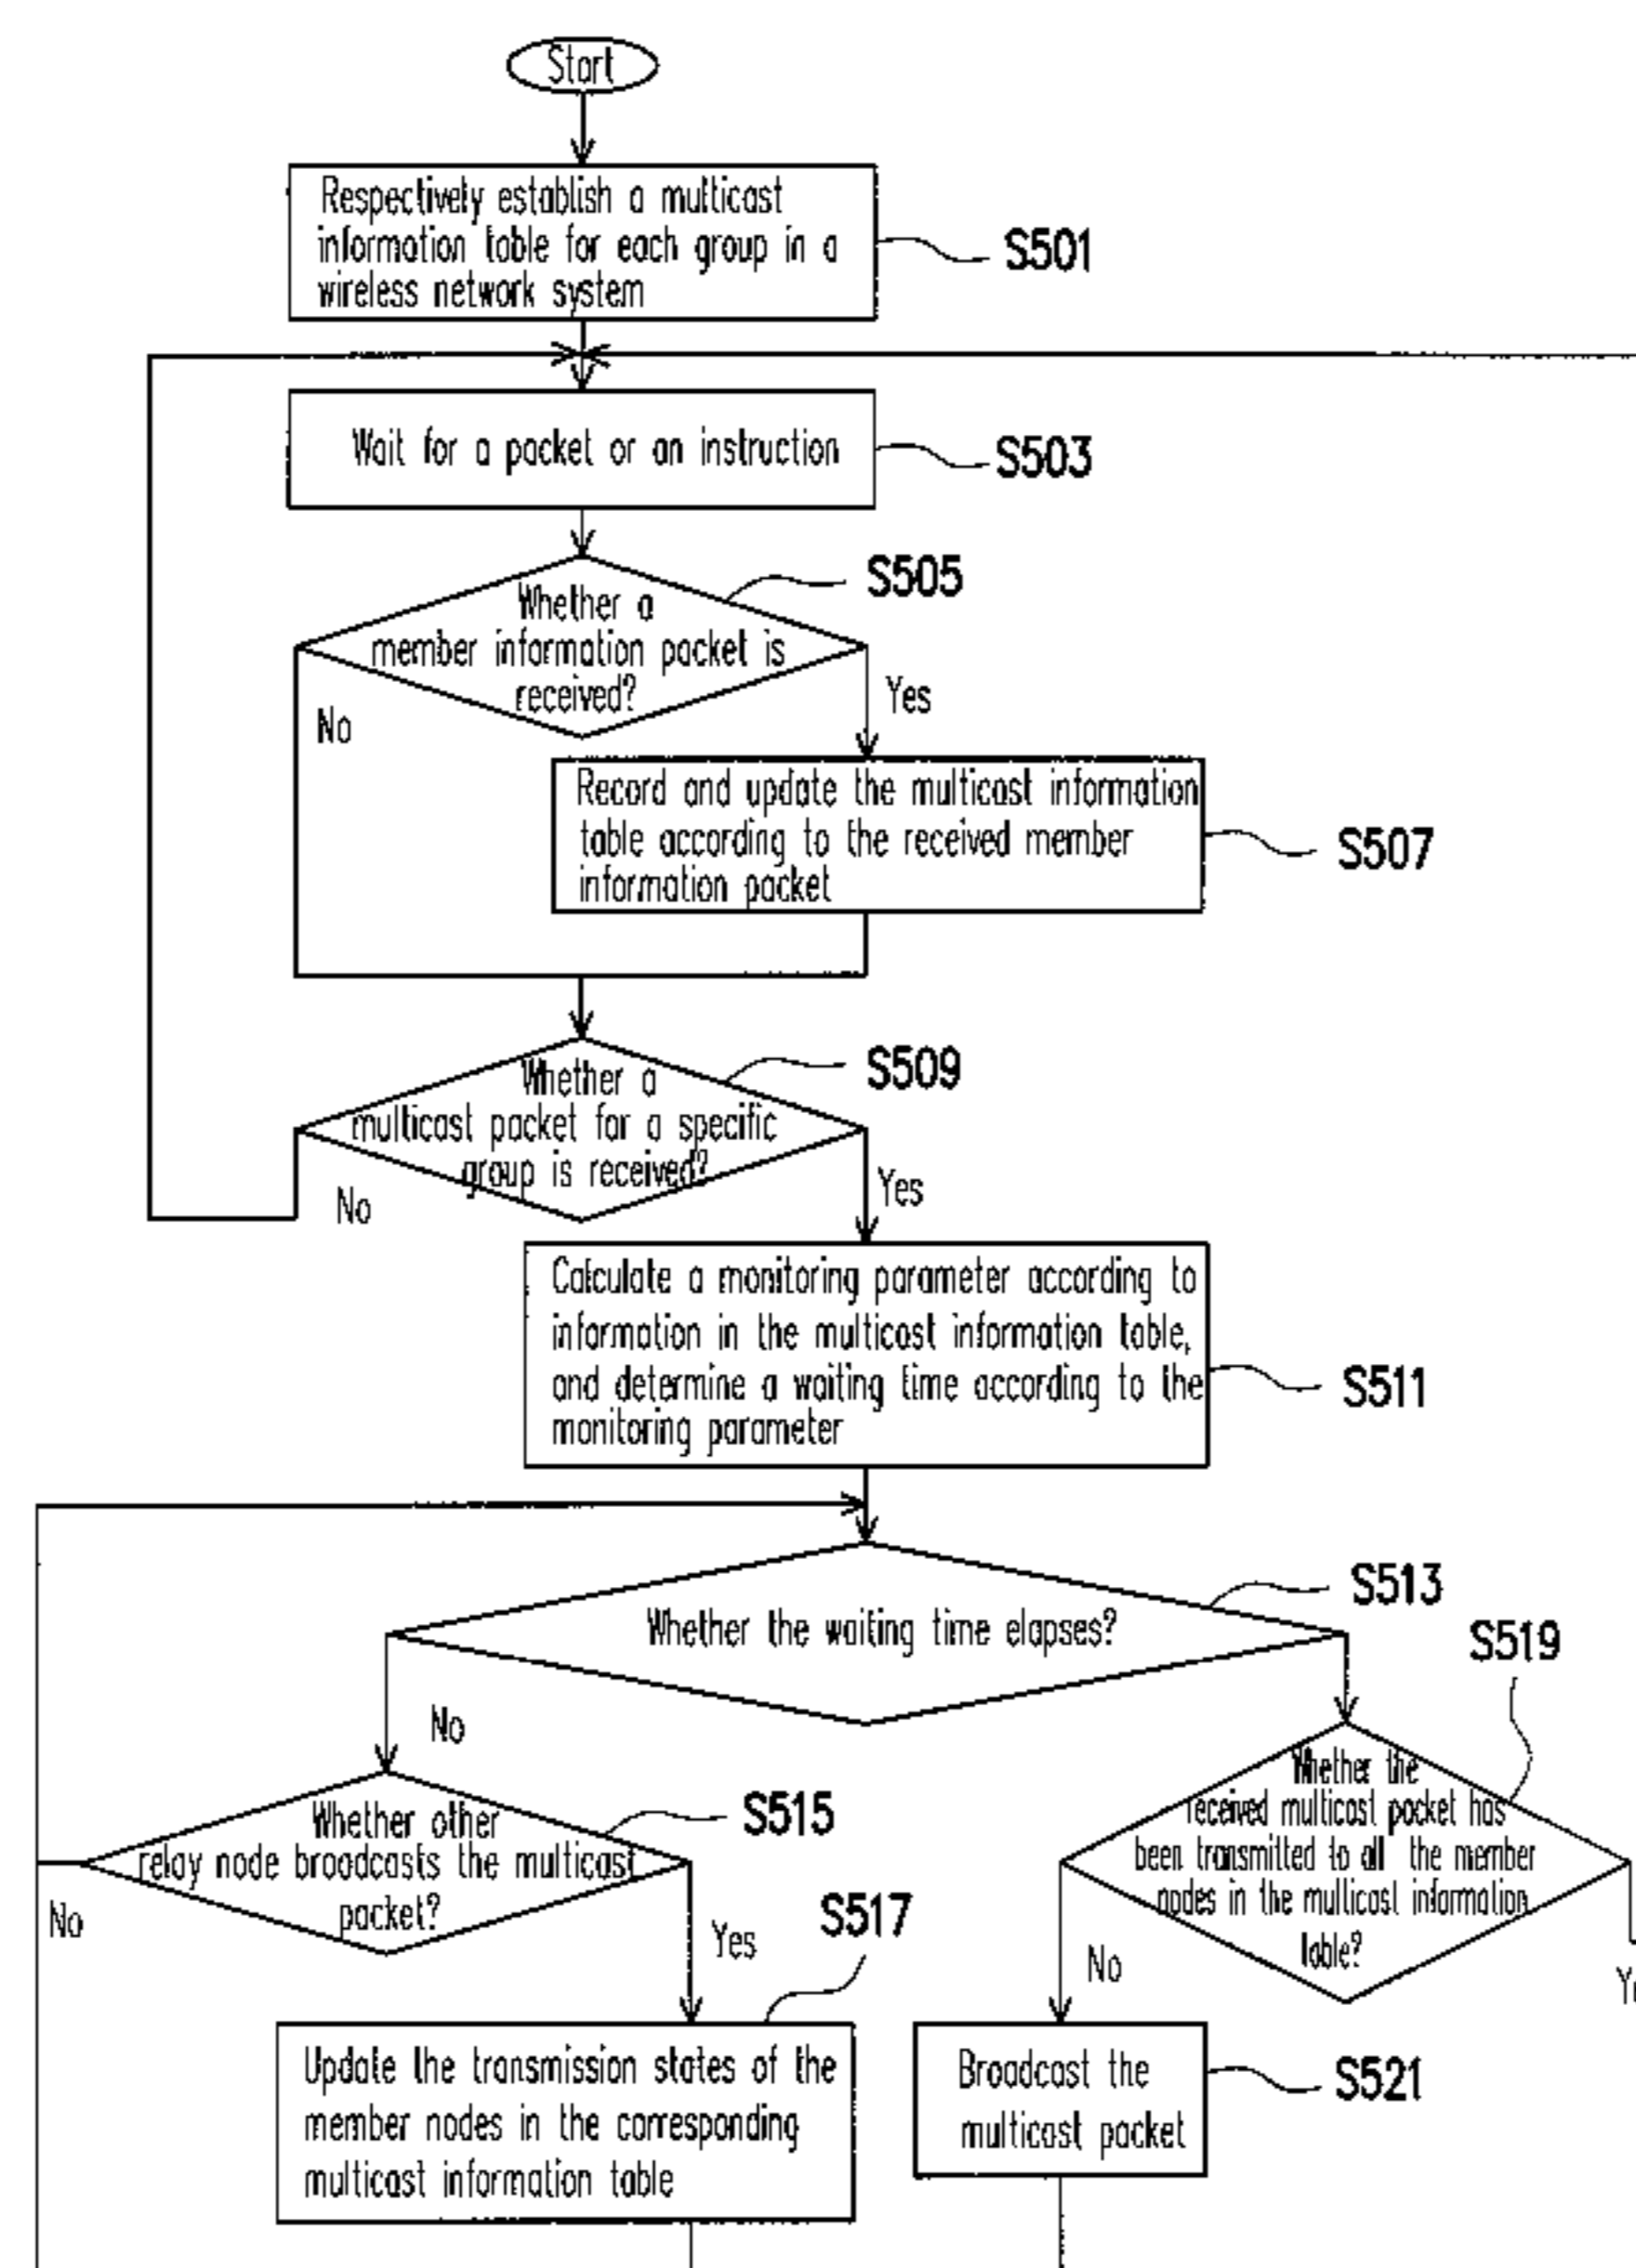 Start
Respectively establish a multicast
information table for each group in a
wireless network system
S501
Wait for a packet or an instruction
S503
S505
Whether a
member information packet is
received?
Yes
No
Record and update the multicast information
table according to the received member
information packet
S507
S509
Whether a
multicast packet for a specific
group is received?
Yes
No
Calculate a monitoring parameter according to
information in the multicast information table,
and determine a waiting time according to the
monitoring parameter
S511
S513
Whether the waiting time elapses?
S519
No
Whether the
received multicast packet has
been transmitted to all the member
nodes in the multicast information
table?
S515
Whether other
relay node broadcasts the multicast
packet?
No
S517
Yes
No
Update the transmission states of the
member nodes in the corresponding
multicast information table
Broadcast the
multicast packet
S521